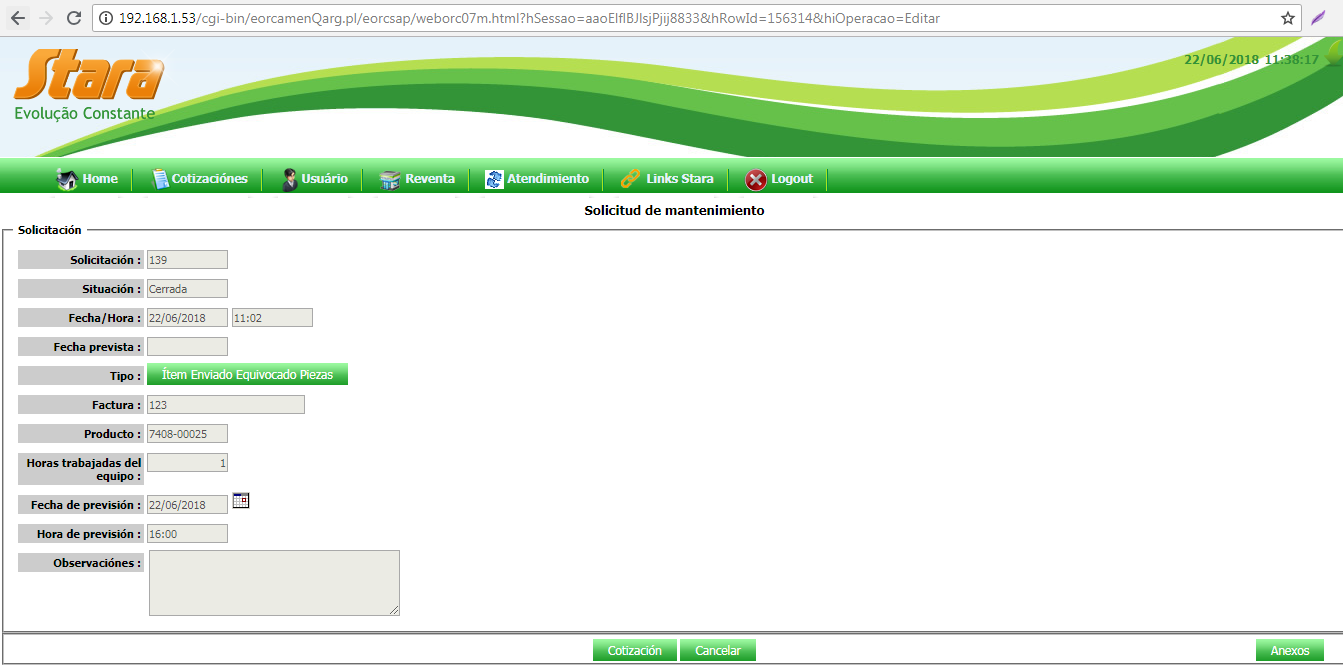 192.168.1.53/cgi-bin/eorcamenQarg.pl/eorcsap/weborc07m.html?hSessao=aaoElflBJlsjPjij8833&hRowId=156314&hiOperacao=Editar
Stara
Evolução Constante
22/06/2018 11:38:17
Home Cotizaciónes Usuário Reventa Atendimiento Links Stara Logout
Solicitud de mantenimiento
Solicitación
Solicitación : 139
Situación : Cerrada
Fecha/Hora : 22/06/2018 11:02
Fecha prevista :
Tipo : Ítem Enviado Equivocado Piezas
Factura : 123
Producto : 7408-00025
Horas trabajadas del
equipo : 1
Fecha de previsión : 22/06/2018
Hora de previsión : 16:00
Observaciónes :
Cotización Cancelar Anexos